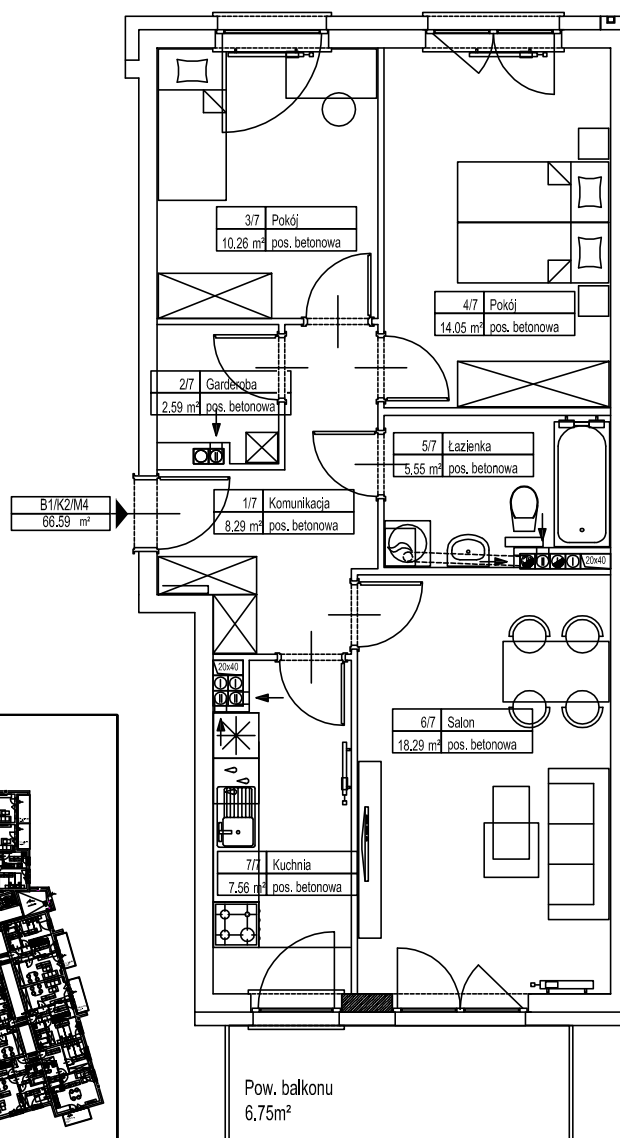 3/7 Pokój
10.26 m² pos. betonowa
4/7 Pokój
14.05 m² pos. betonowa
2/7 Garderoba
2.59 m² pos. betonowa
5/7 Łazienka
5.55 m² pos. betonowa
B1/K2/M4
66.59 m²
1/7 Komunikacja
8.29 m² pos. betonowa
20x40
20x40
6/7 Salon
18.29 m² pos. betonowa
7/7 Kuchnia
7.56 m² pos. betonowa
Pow. balkonu
6.75m²